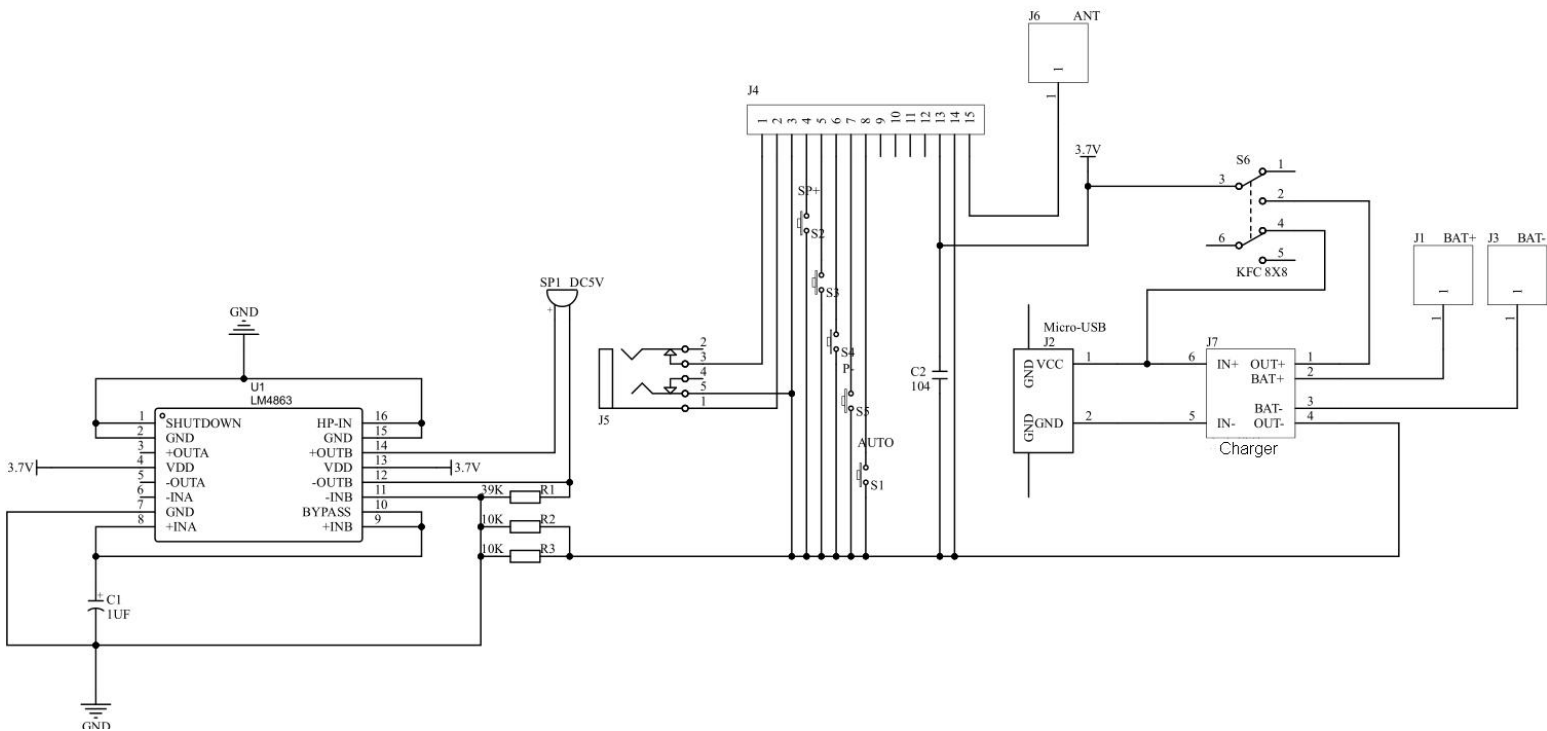 J6 ANT
1
1
J4
1 2 3 4 5 6 7 8 9 10 11 12 13 14 15
3.7V
S6
1
3
2
4
6
5
KFC 8X8
J1 BAT+
1
1
J3 BAT-
1
1
SP+
S2
S3
S4
P-
S5
AUTO
S1
SP1 DC5V
+
2
3
4
5
1
J5
C2
104
Micro-USB
J2
GND VCC 1
GND GND 2
J7
6 IN+ OUT+ 1
BAT+ 2
BAT- 3
5 IN- OUT- 4
Charger
GND
U1
LM4863
1 SHUTDOWN HP-IN 16
2 GND GND 15
3 +OUTA +OUTB 14
3.7V 4 VDD VDD 13 3.7V
5 -OUTA -OUTB 12
6 -INA -INB 11
7 GND BYPASS 10
8 +INA +INB 9
39K R1
10K R2
10K R3
+
C1
1UF
GND